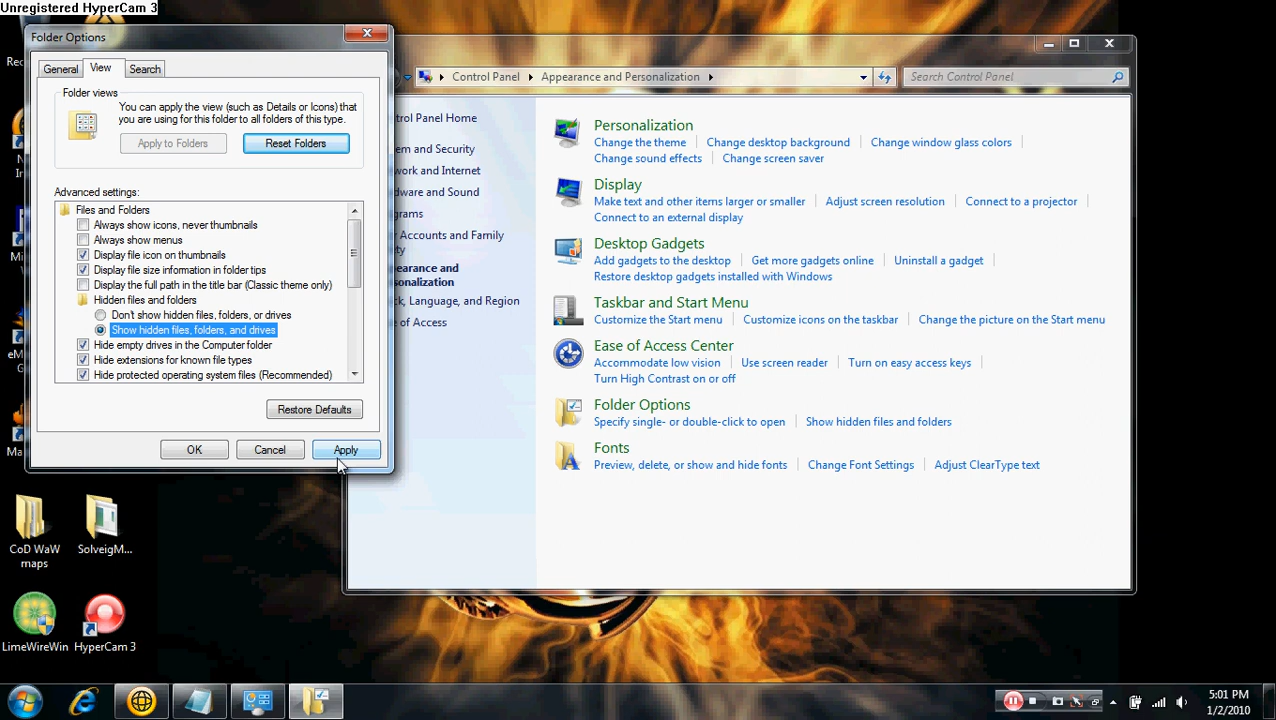 Unregistered HyperCam 3
Folder Options
General
View
Search
Folder views
You can apply the view (such as Details or Icons) that
you are using for this folder to all folders of this type.
Apply to Folders
Reset Folders
Advanced settings:
Files and Folders
Always show icons, never thumbnails
Always show menus
Display file icon on thumbnails
Display file size information in folder tips
Display the full path in the title bar (Classic theme only)
Hidden files and folders
Don't show hidden files, folders, or drives
Show hidden files, folders, and drives
Hide empty drives in the Computer folder
Hide extensions for known file types
Hide protected operating system files (Recommended)
Restore Defaults
OK
Cancel
Apply
Control Panel
Appearance and Personalization
Search Control Panel
trol Panel Home
em and Security
work and Internet
dware and Sound
grams
r Accounts and Family
ty
pearance and
sonalization
k, Language, and Region
e of Access
Personalization
Change the theme
Change desktop background
Change window glass colors
Change sound effects
Change screen saver
Display
Make text and other items larger or smaller
Adjust screen resolution
Connect to a projector
Connect to an external display
Desktop Gadgets
Add gadgets to the desktop
Get more gadgets online
Uninstall a gadget
Restore desktop gadgets installed with Windows
Taskbar and Start Menu
Customize the Start menu
Customize icons on the taskbar
Change the picture on the Start menu
Ease of Access Center
Accommodate low vision
Use screen reader
Turn on easy access keys
Turn High Contrast on or off
Folder Options
Specify single- or double-click to open
Show hidden files and folders
Fonts
Preview, delete, or show and hide fonts
Change Font Settings
Adjust ClearType text
Rec
N
In
Mi
eM
G
Ma
CoD WaW
maps
SolveigM...
LimeWireWin
HyperCam 3
5:01 PM
1/2/2010